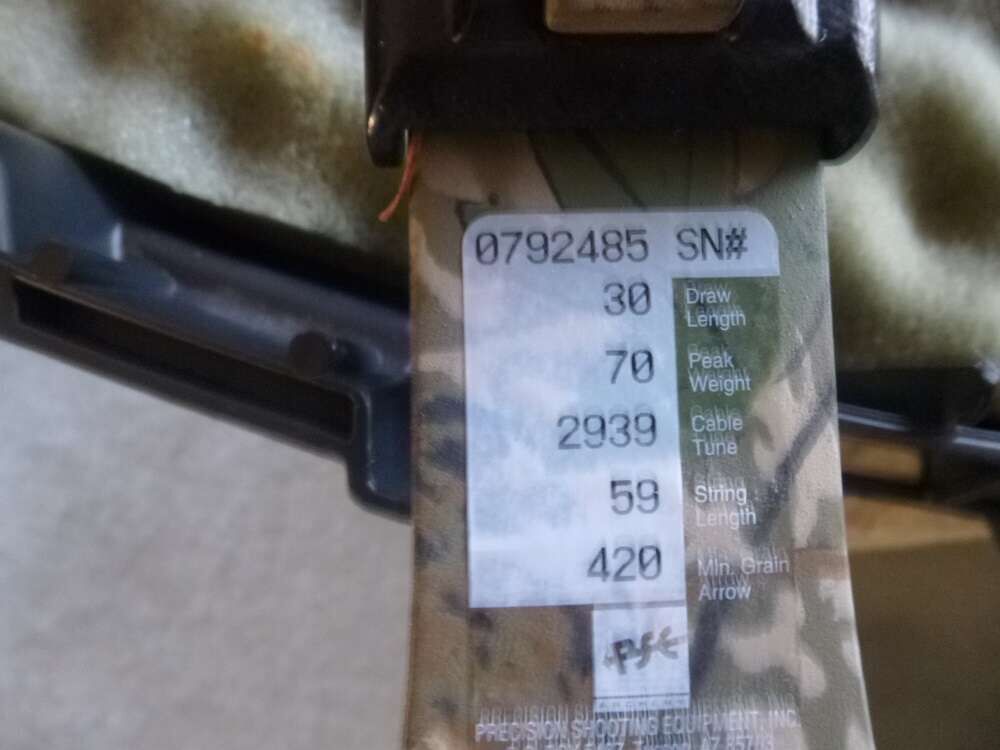 0792485 SN#
30 Draw Length
70 Peak Weight
2939 Cable Tune
59 String Length
420 Min. Grain Arrow
PSE
ARCHERY
PRECISION SHOOTING EQUIPMENT, INC.